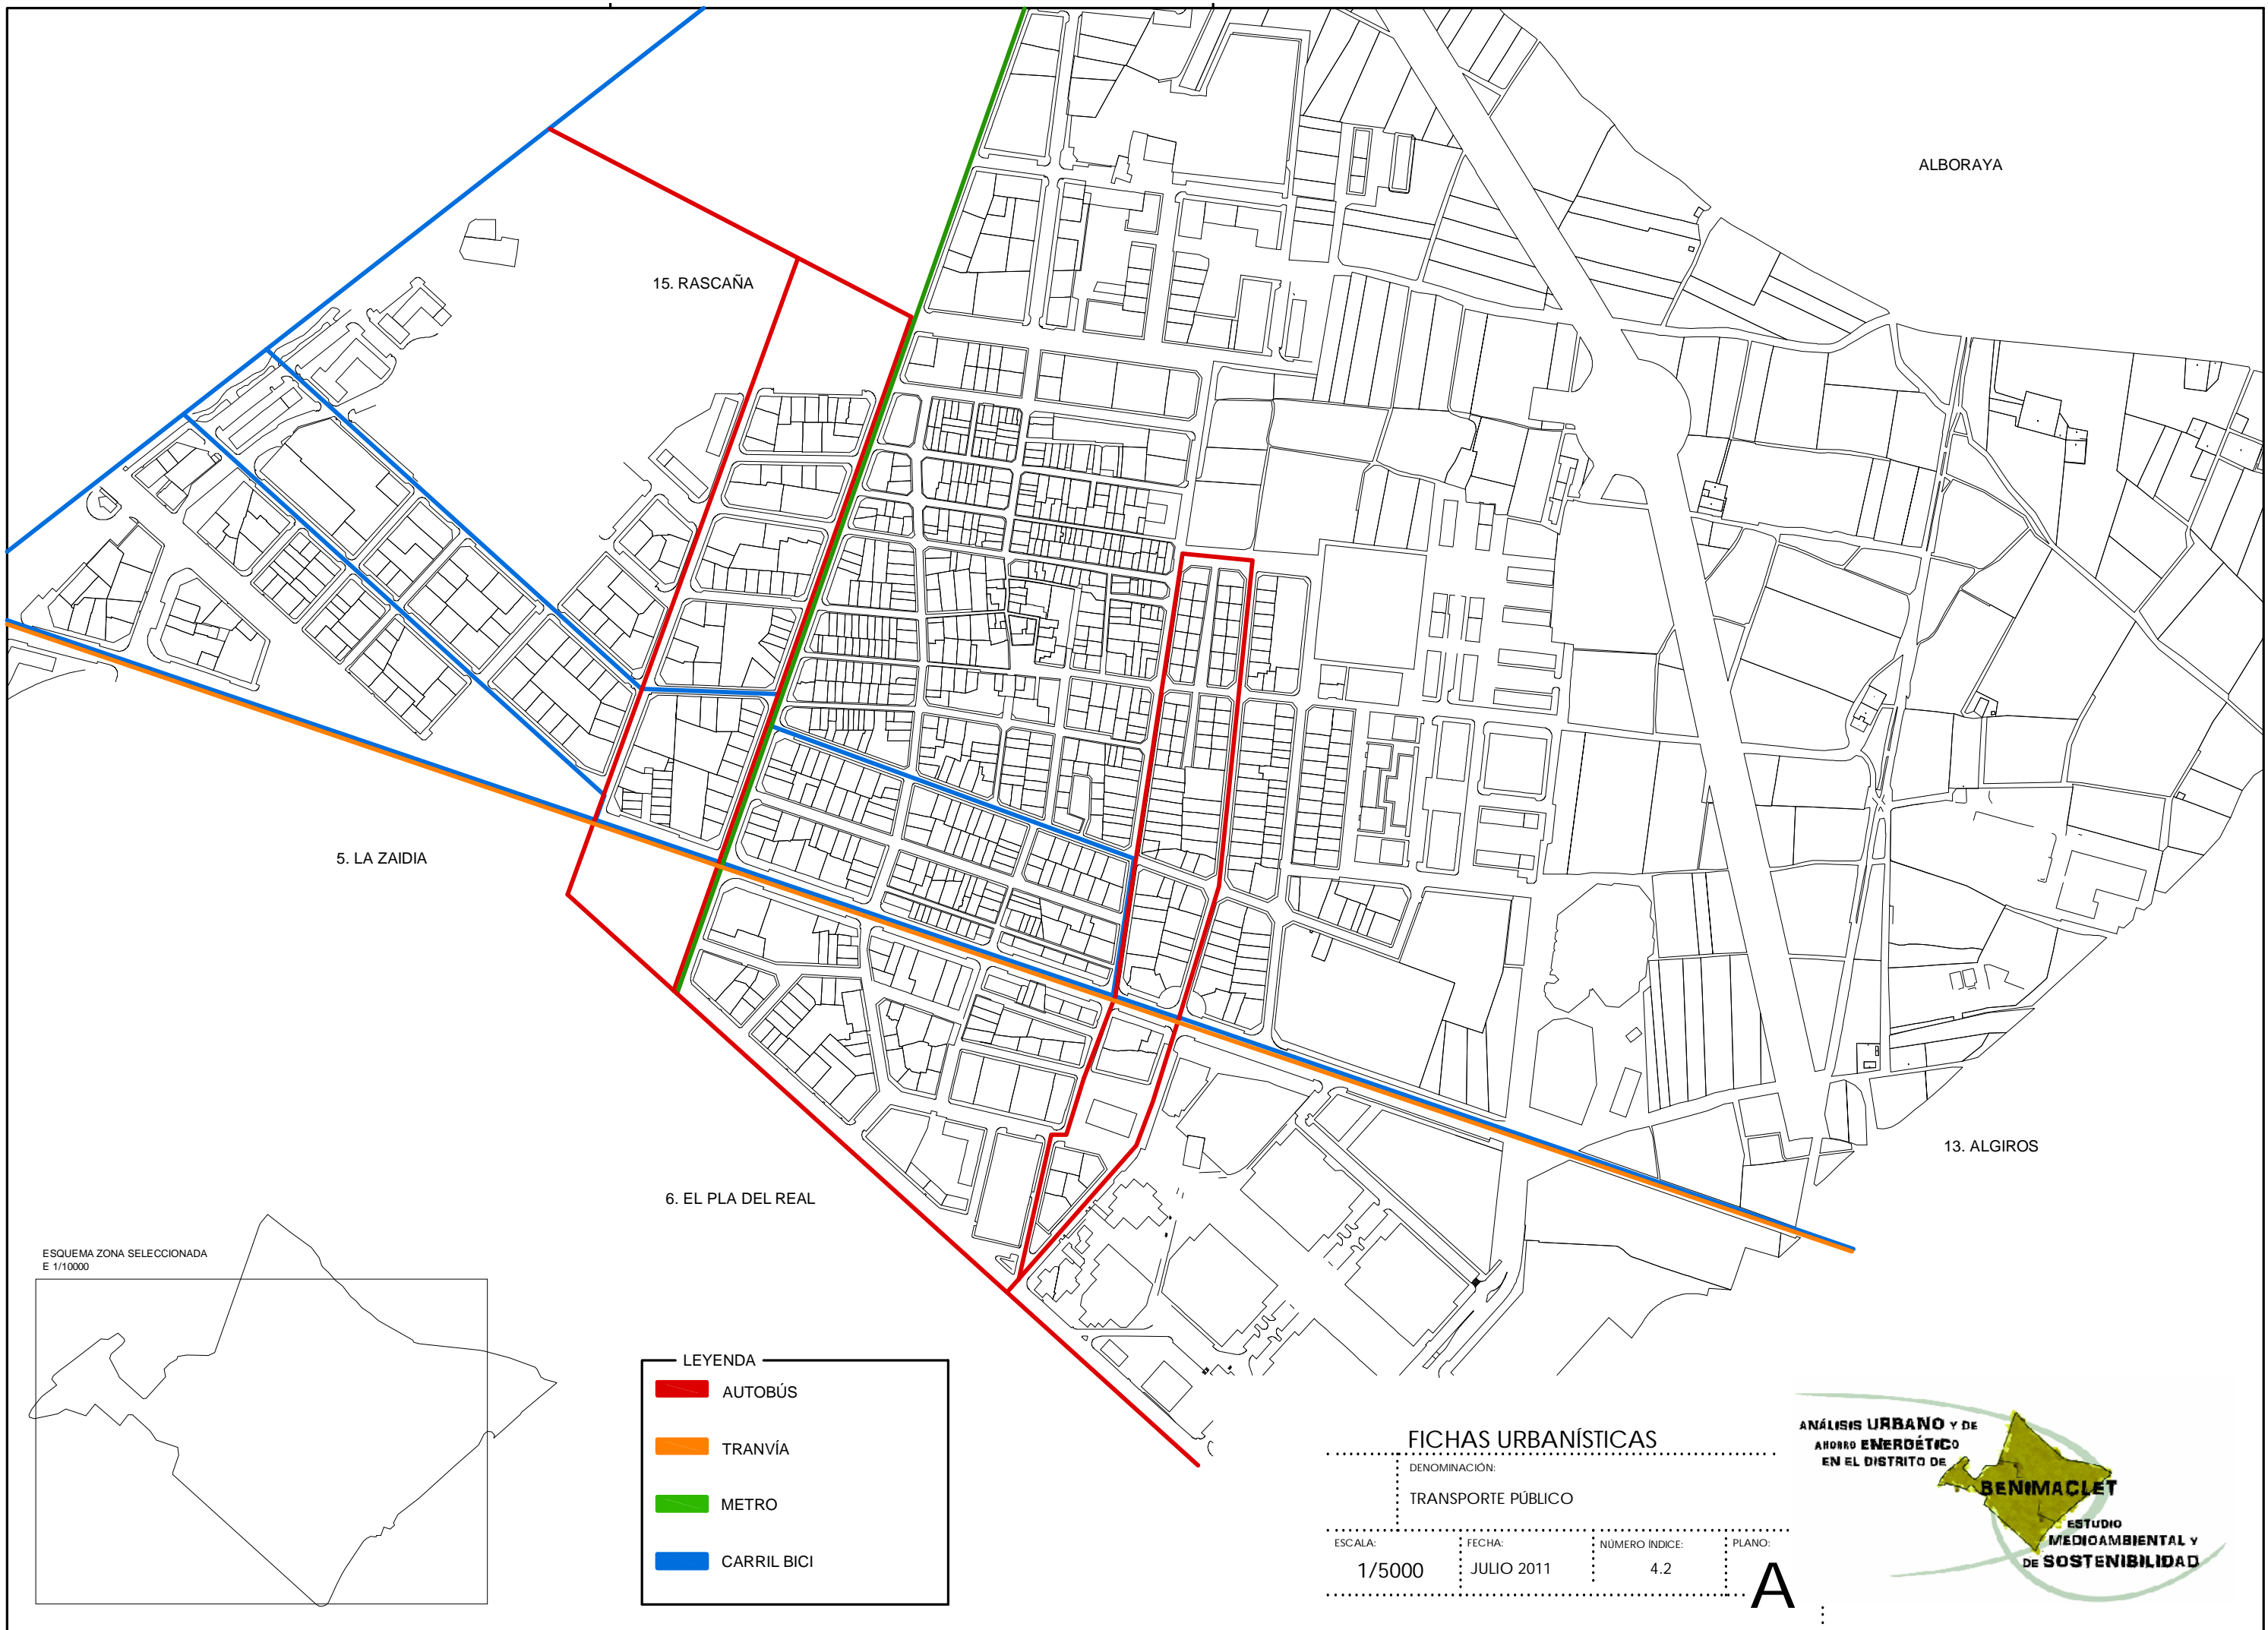 ALBORAYA
15. RASCAÑA
5. LA ZAIDIA
13. ALGIROS
6. EL PLA DEL REAL
ESQUEMA ZONA SELECCIONADA
E 1/10000
LEYENDA
AUTOBÚS
TRANVÍA
METRO
CARRIL BICI
FICHAS URBANÍSTICAS
DENOMINACIÓN:
TRANSPORTE PÚBLICO
ESCALA:
1/5000
FECHA:
JULIO 2011
NÚMERO ÍNDICE:
4.2
PLANO:
A
ANÁLISIS URBANO Y DE
AHORRO ENERGÉTICO
EN EL DISTRITO DE
BENIMACLET
ESTUDIO
MEDIOAMBIENTAL Y
DE SOSTENIBILIDAD